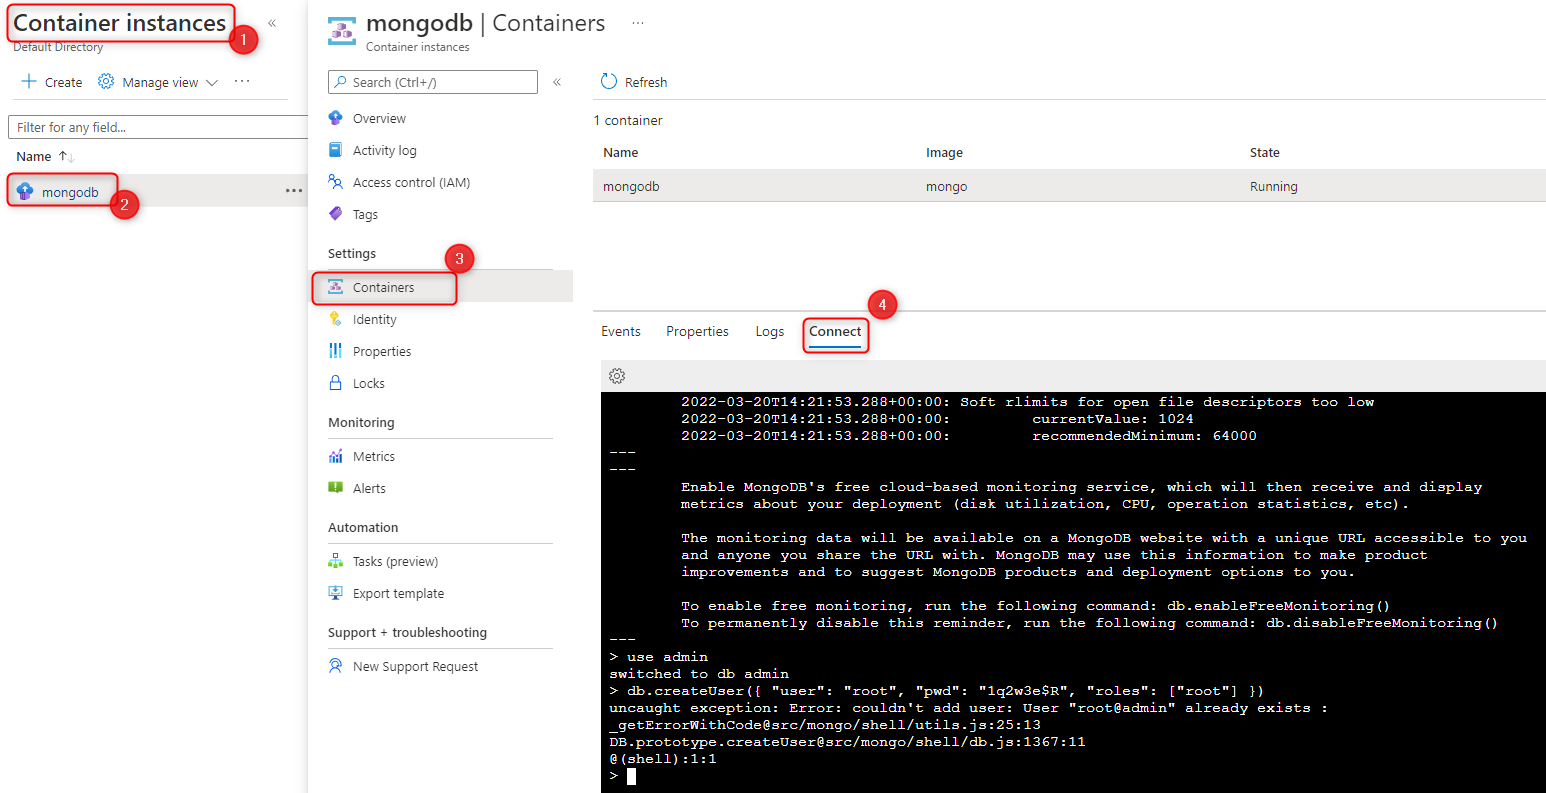 Container instances
1
«
Default Directory
Create
Manage view
···
Filter for any field...
Name ↑↓
mongodb
···
2
mongodb | Containers
···
Container instances
Search (Ctrl+/)
«
Overview
Activity log
Access control (IAM)
Tags
Settings
3
Containers
Identity
Properties
Locks
Monitoring
Metrics
Alerts
Automation
Tasks (preview)
Export template
Support + troubleshooting
New Support Request
Refresh
1 container
Name Image State
mongodb mongo Running
4
Events Properties Logs Connect
2022-03-20T14:21:53.288+00:00: Soft rlimits for open file descriptors too low
2022-03-20T14:21:53.288+00:00: currentValue: 1024
2022-03-20T14:21:53.288+00:00: recommendedMinimum: 64000
---
---
Enable MongoDB's free cloud-based monitoring service, which will then receive and display
metrics about your deployment (disk utilization, CPU, operation statistics, etc).
The monitoring data will be available on a MongoDB website with a unique URL accessible to you
and anyone you share the URL with. MongoDB may use this information to make product
improvements and to suggest MongoDB products and deployment options to you.
To enable free monitoring, run the following command: db.enableFreeMonitoring()
To permanently disable this reminder, run the following command: db.disableFreeMonitoring()
---
> use admin
switched to db admin
> db.createUser({ "user": "root", "pwd": "1q2w3e$R", "roles": ["root"] })
uncaught exception: Error: couldn't add user: User "root@admin" already exists :
_getErrorWithCode@src/mongo/shell/utils.js:25:13
DB.prototype.createUser@src/mongo/shell/db.js:1367:11
@(shell):1:1
>